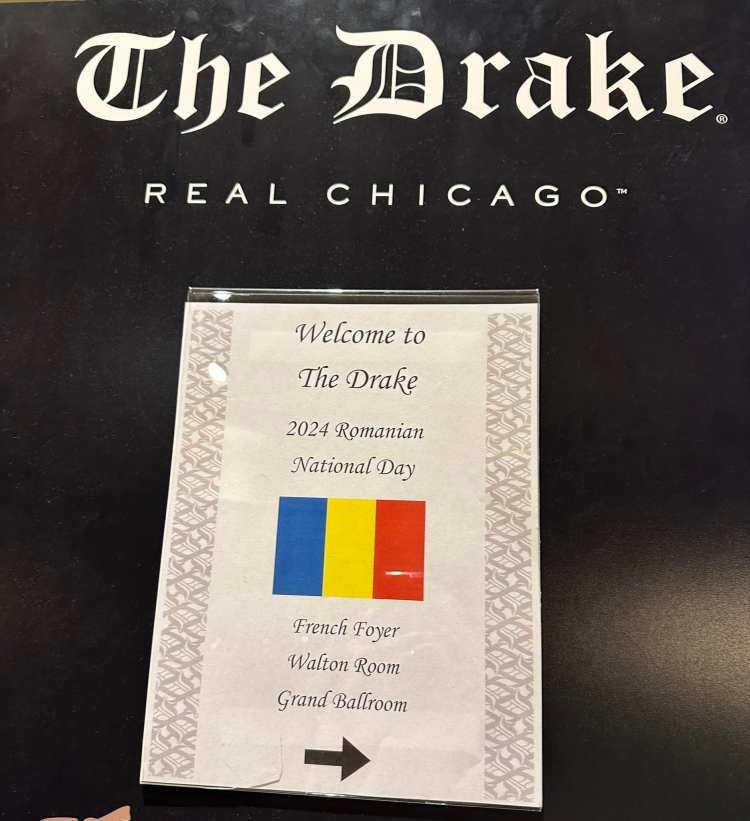 The Drake®
REAL CHICAGO™
Welcome to
The Drake
2024 Romanian
National Day
French Foyer
Walton Room
Grand Ballroom